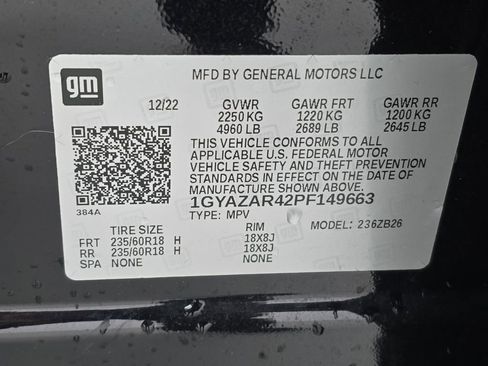 gm
MFD BY GENERAL MOTORS LLC
12/22 GVWR GAWR FRT GAWR RR
2250 KG 1220 KG 1200 KG
4960 LB 2689 LB 2645 LB
THIS VEHICLE CONFORMS TO ALL
APPLICABLE U.S. FEDERAL MOTOR
VEHICLE SAFETY AND THEFT PREVENTION
STANDARDS IN EFFECT ON THE DATE OF
MANUFACTURE SHOWN ABOVE.
384A 1GYAZAR42PF149663
TYPE: MPV MODEL: 236ZB26
TIRE SIZE RIM
FRT 235/60R18 H 18X8J
RR 235/60R18 H 18X8J
SPA NONE NONE